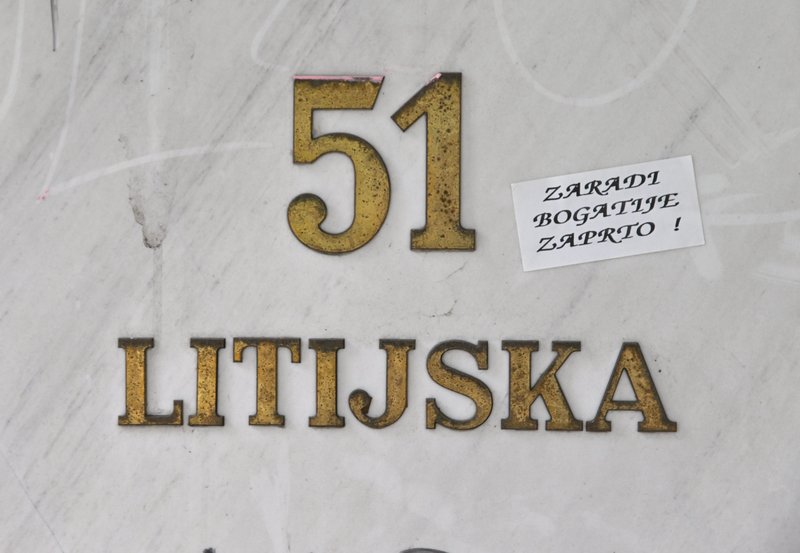 51
ZARADI
BOGATIJE
ZAPRTO !
LITIJSKA